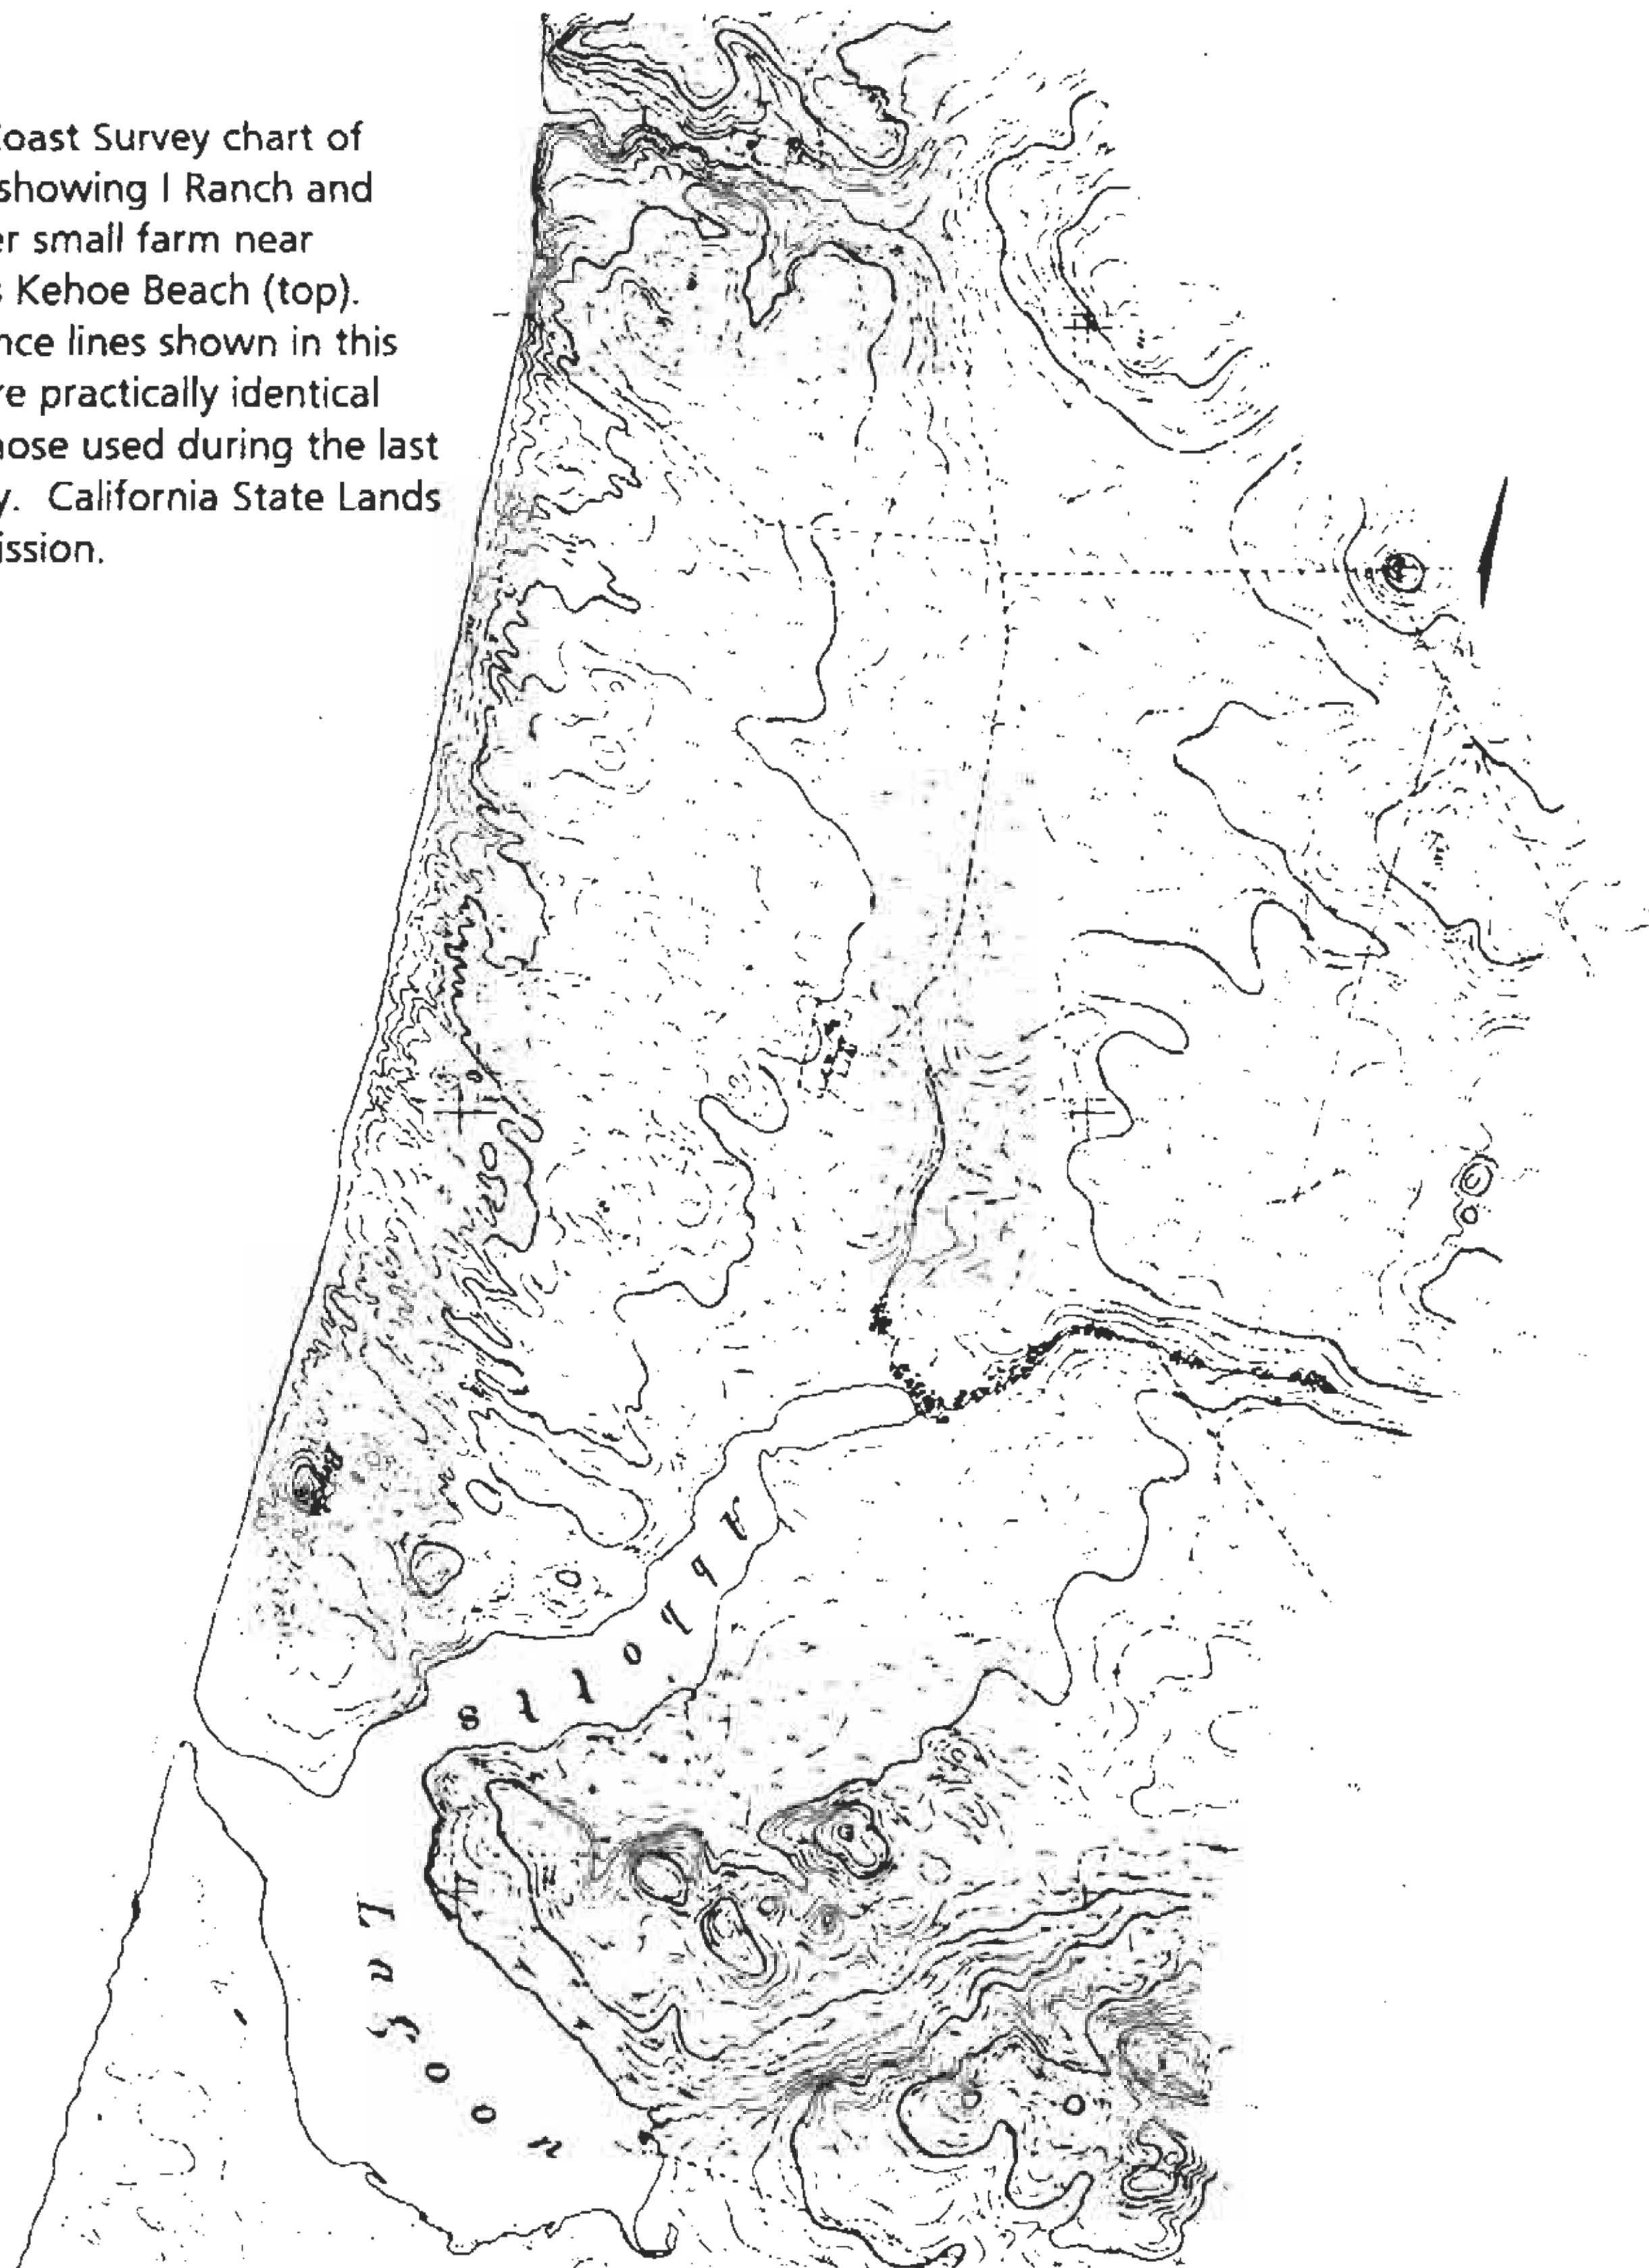 oast Survey chart of
showing I Ranch and
er small farm near
s Kehoe Beach (top).
nce lines shown in this
re practically identical
hose used during the last
y. California State Lands
ission.
Abbotts
Lagoon